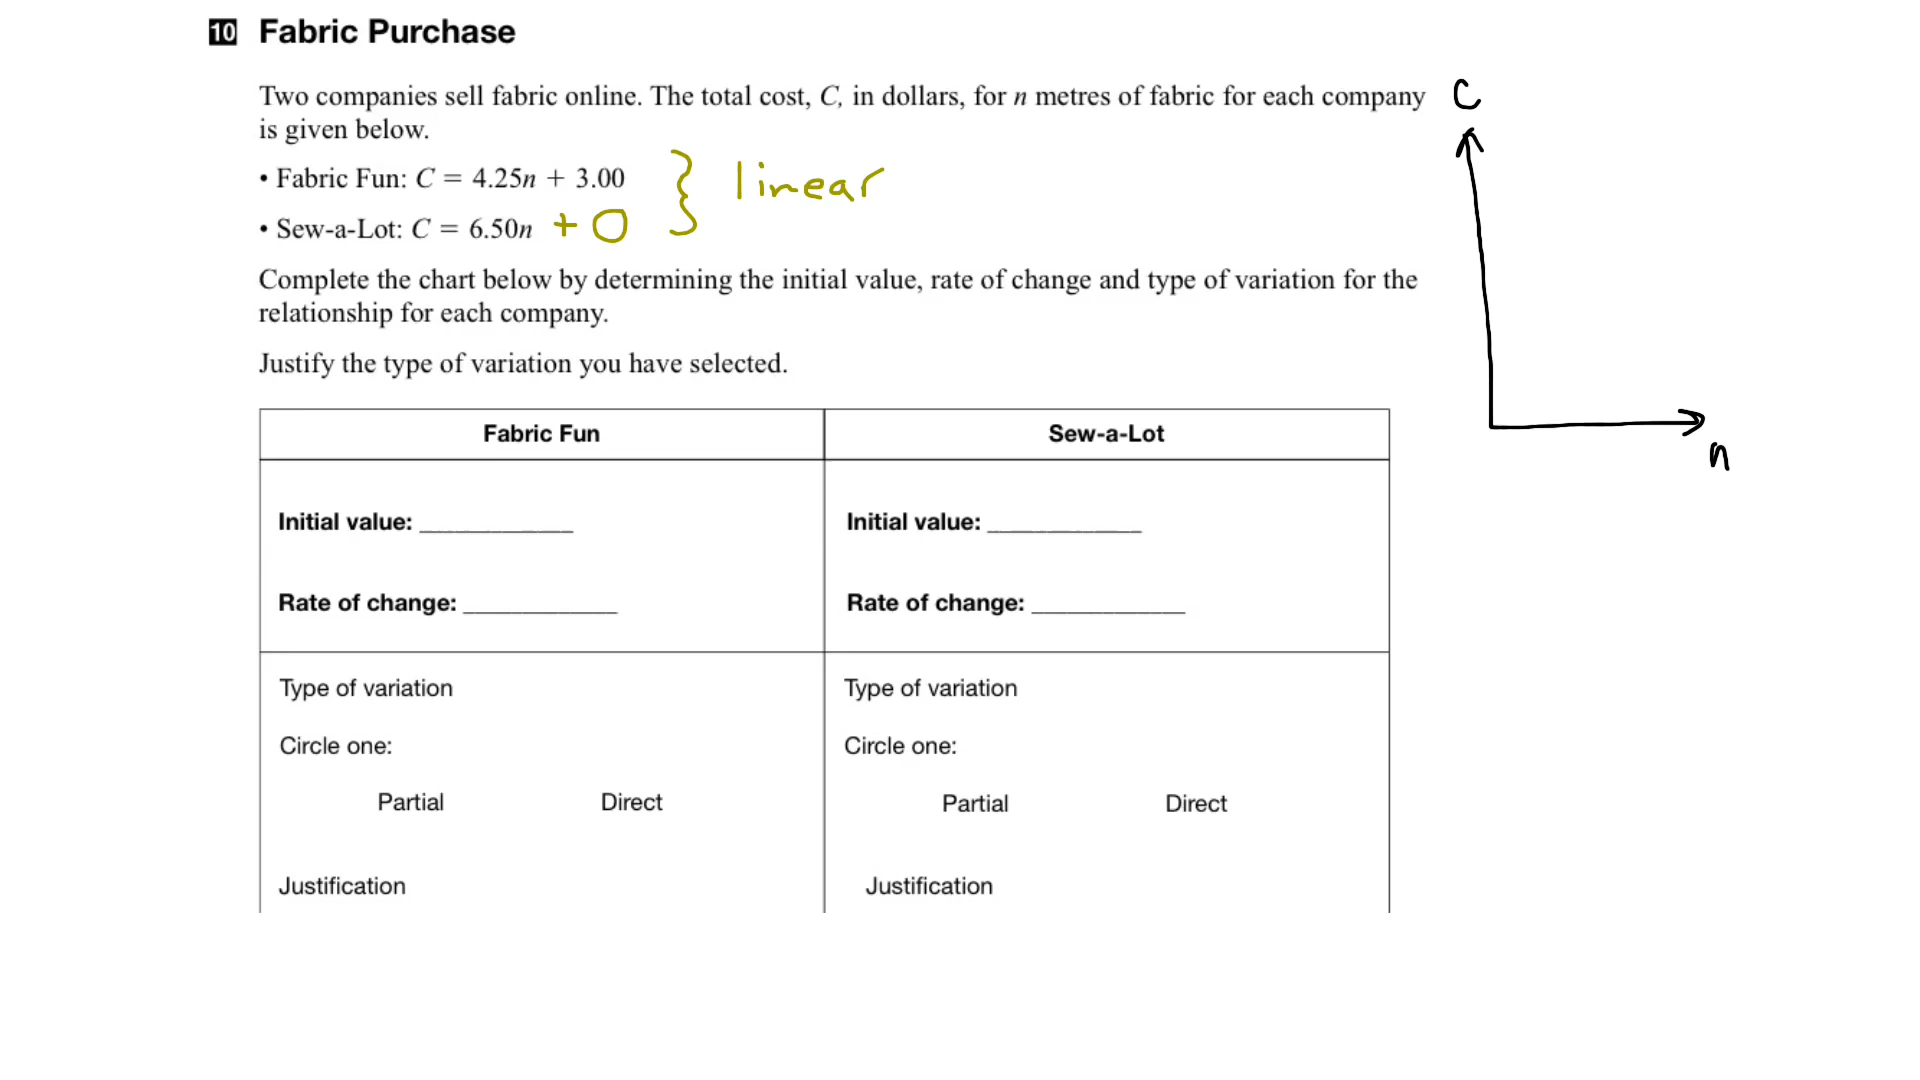 10 Fabric Purchase
Two companies sell fabric online. The total cost, C, in dollars, for n metres of fabric for each company
is given below.
• Fabric Fun: C = 4.25n + 3.00
• Sew-a-Lot: C = 6.50n + 0
} linear
C
n
Complete the chart below by determining the initial value, rate of change and type of variation for the
relationship for each company.
Justify the type of variation you have selected.
Fabric Fun
Sew-a-Lot
Initial value: ____________
Initial value: ____________
Rate of change: ____________
Rate of change: ____________
Type of variation
Type of variation
Circle one:
Circle one:
Partial Direct
Partial Direct
Justification
Justification